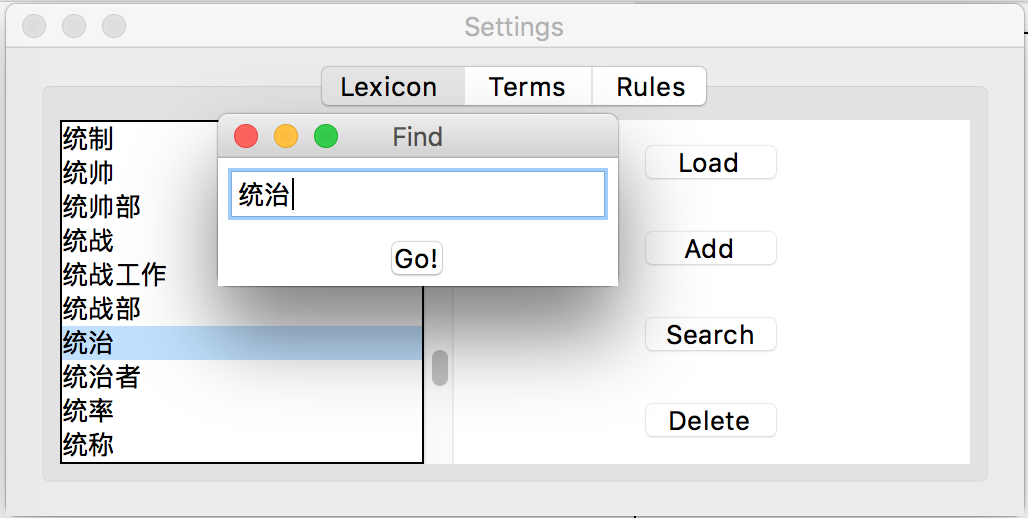 Settings
Lexicon Terms Rules
Find
统治
Go!
统制
统帅
统帅部
统战
统战工作
统战部
统治
统治者
统率
统称
Load
Add
Search
Delete